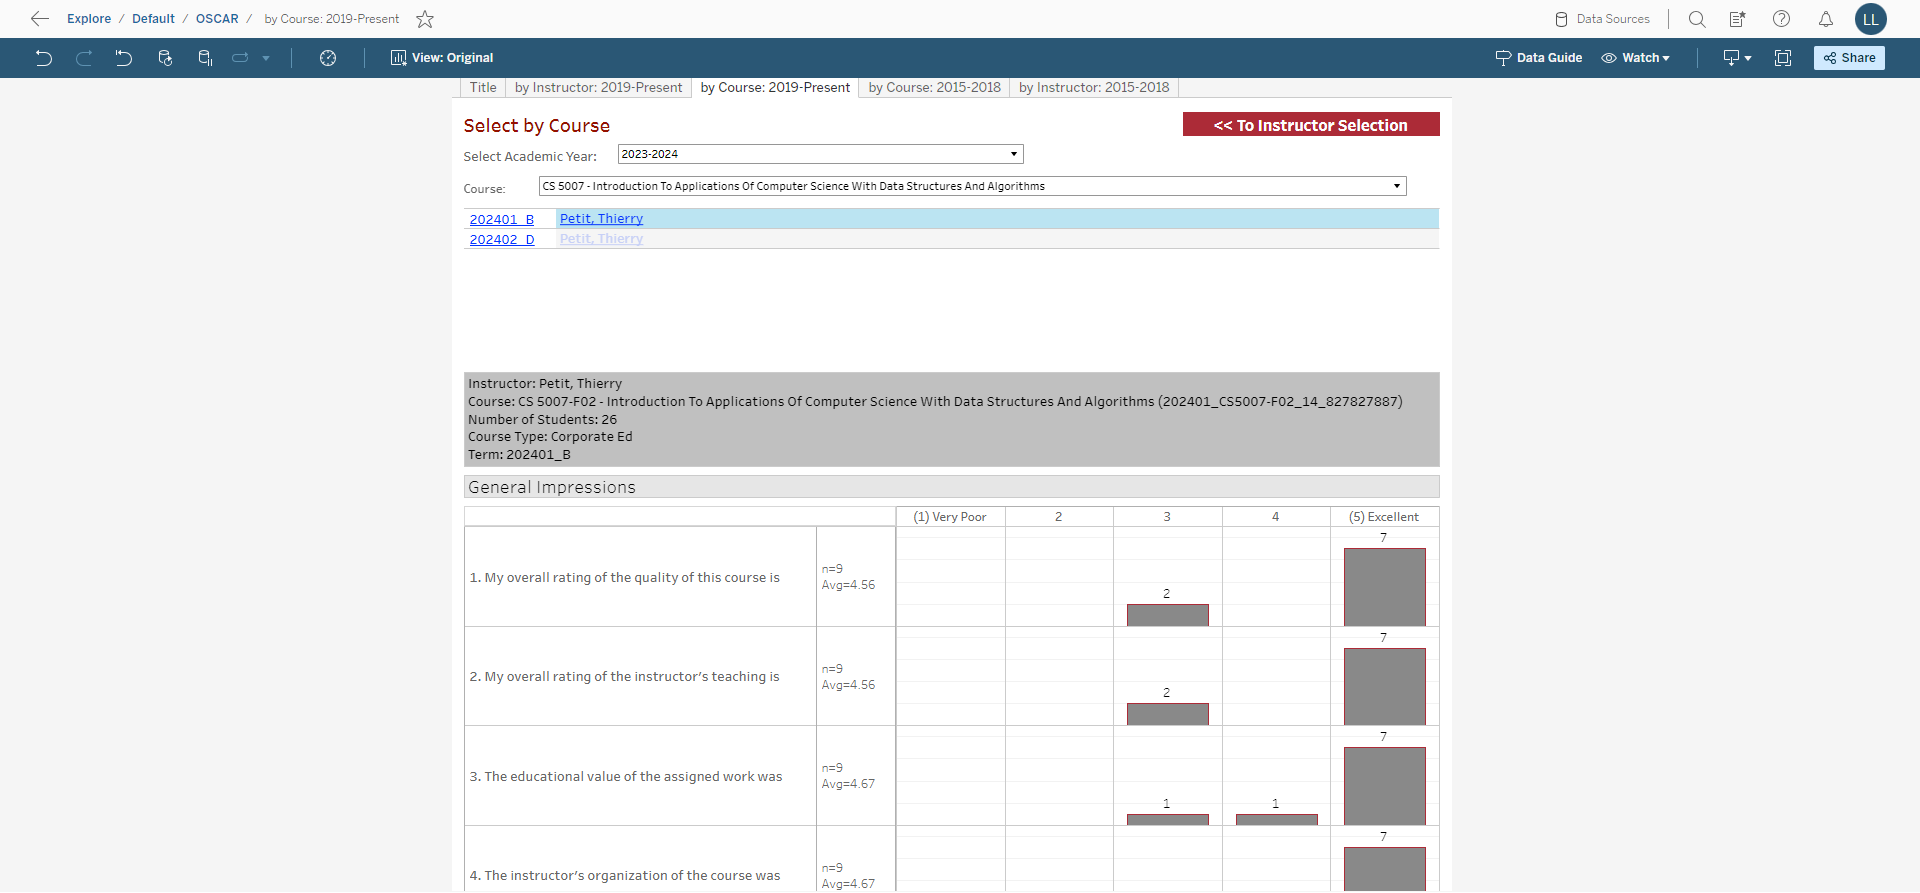 Explore / Default / OSCAR / by Course: 2019-Present
Data Sources
LL
View: Original
Data Guide
Watch
Share
Title
by Instructor: 2019-Present
by Course: 2019-Present
by Course: 2015-2018
by Instructor: 2015-2018
Select by Course
<< To Instructor Selection
Select Academic Year:
2023-2024
Course:
CS 5007 - Introduction To Applications Of Computer Science With Data Structures And Algorithms
202401_B Petit, Thierry
202402_D Petit, Thierry
Instructor: Petit, Thierry
Course: CS 5007-F02 - Introduction To Applications Of Computer Science With Data Structures And Algorithms (202401_CS5007-F02_14_827827887)
Number of Students: 26
Course Type: Corporate Ed
Term: 202401_B
General Impressions
(1) Very Poor 2 3 4 (5) Excellent
1. My overall rating of the quality of this course is
n=9
Avg=4.56
2
7
2. My overall rating of the instructor's teaching is
n=9
Avg=4.56
2
7
3. The educational value of the assigned work was
n=9
Avg=4.67
1
1
7
4. The instructor's organization of the course was
n=9
Avg=4.67
7